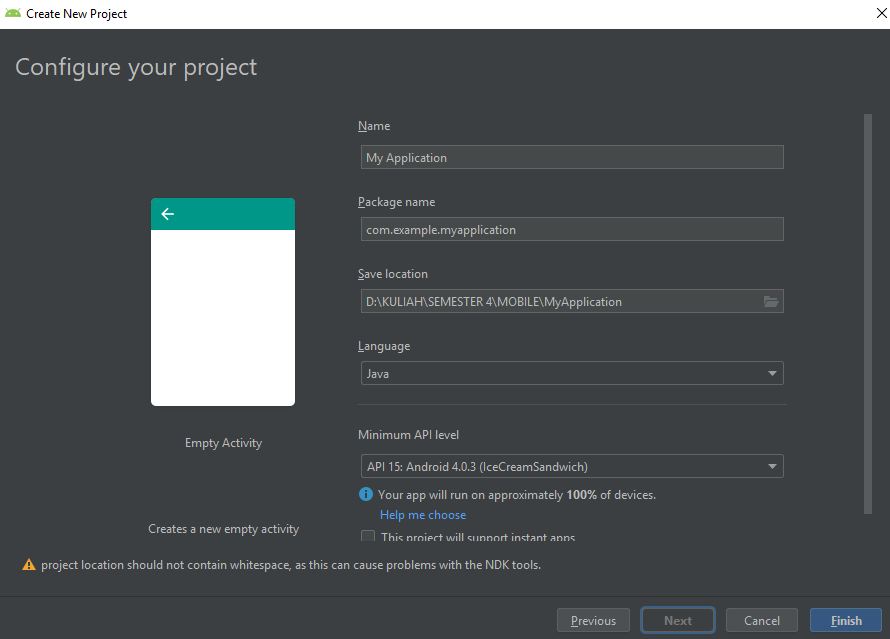 Create New Project
Configure your project
Name
My Application
Package name
com.example.myapplication
Save location
D:\KULIAH\SEMESTER 4\MOBILE\MyApplication
Language
Java
Minimum API level
API 15: Android 4.0.3 (IceCreamSandwich)
Your app will run on approximately 100% of devices.
Help me choose
This project will support instant apps
Empty Activity
Creates a new empty activity
project location should not contain whitespace, as this can cause problems with the NDK tools.
Previous
Next
Cancel
Finish